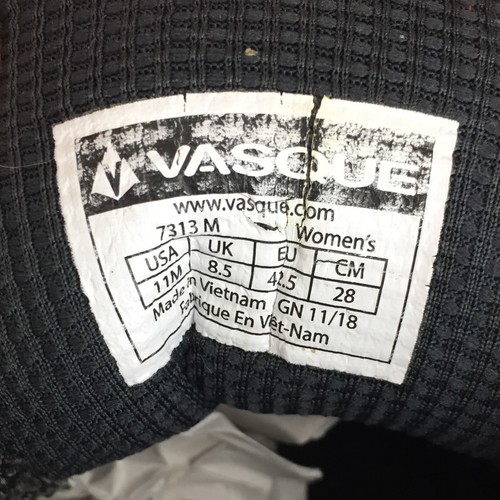 VASQUE
www.vasque.com
7313 M Women's
USA UK EU CM
11M 8.5 42.5 28
Made in Vietnam GN 11/18
Fabrique En Vêt-Nam